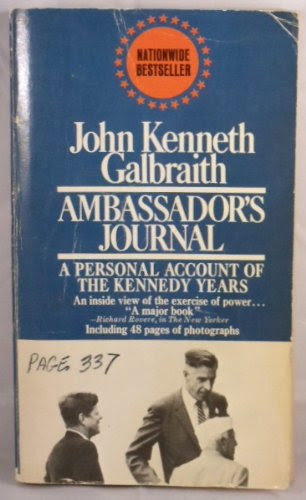 NATIONWIDE
BESTSELLER
John Kenneth
Galbraith
AMBASSADOR'S
JOURNAL
A PERSONAL ACCOUNT OF
THE KENNEDY YEARS
An inside view of the exercise of power...
"A major book"
—Richard Rovere, in The New Yorker
Including 48 pages of photographs
PAGE. 337